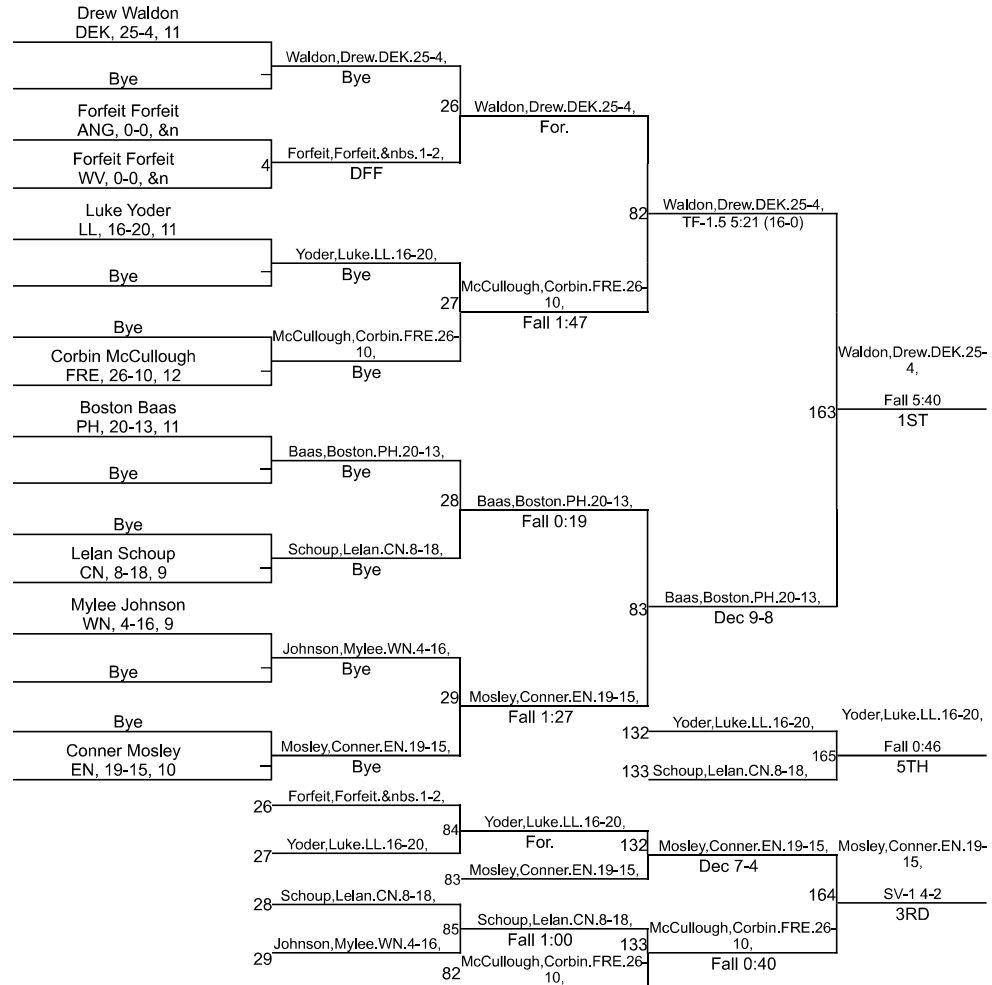 Drew Waldon
DEK, 25-4, 11
Waldon,Drew.DEK.25-4,
Bye
Bye
26
Waldon,Drew.DEK.25-4,
For.
Forfeit Forfeit
ANG, 0-0, &n
Forfeit Forfeit
WV, 0-0, &n
4
Forfeit,Forfeit.&nbs.1-2,
DFF
82
Waldon,Drew.DEK.25-4,
TF-1.5 5:21 (16-0)
Luke Yoder
LL, 16-20, 11
Yoder,Luke.LL.16-20,
Bye
Bye
27
McCullough,Corbin.FRE.26-
10,
Fall 1:47
Bye
Corbin McCullough
FRE, 26-10, 12
McCullough,Corbin.FRE.26-
10,
Bye
163
Waldon,Drew.DEK.25-
4,
Fall 5:40
1ST
Boston Baas
PH, 20-13, 11
Baas,Boston.PH.20-13,
Bye
Bye
28
Baas,Boston.PH.20-13,
Fall 0:19
Bye
Lelan Schoup
CN, 8-18, 9
Schoup,Lelan.CN.8-18,
Bye
83
Baas,Boston.PH.20-13,
Dec 9-8
Mylee Johnson
WN, 4-16, 9
Johnson,Mylee.WN.4-16,
Bye
Bye
29
Mosley,Conner.EN.19-15,
Fall 1:27
Bye
Conner Mosley
EN, 19-15, 10
Mosley,Conner.EN.19-15,
Bye
132
Yoder,Luke.LL.16-20,
133
Schoup,Lelan.CN.8-18,
165
Yoder,Luke.LL.16-20,
Fall 0:46
5TH
26
Forfeit,Forfeit.&nbs.1-2,
27
Yoder,Luke.LL.16-20,
84
Yoder,Luke.LL.16-20,
For.
83
Mosley,Conner.EN.19-15,
132
Mosley,Conner.EN.19-15,
Dec 7-4
28
Schoup,Lelan.CN.8-18,
29
Johnson,Mylee.WN.4-16,
85
Schoup,Lelan.CN.8-18,
Fall 1:00
82
McCullough,Corbin.FRE.26-
10,
133
McCullough,Corbin.FRE.26-
10,
Fall 0:40
164
Mosley,Conner.EN.19-
15,
SV-1 4-2
3RD